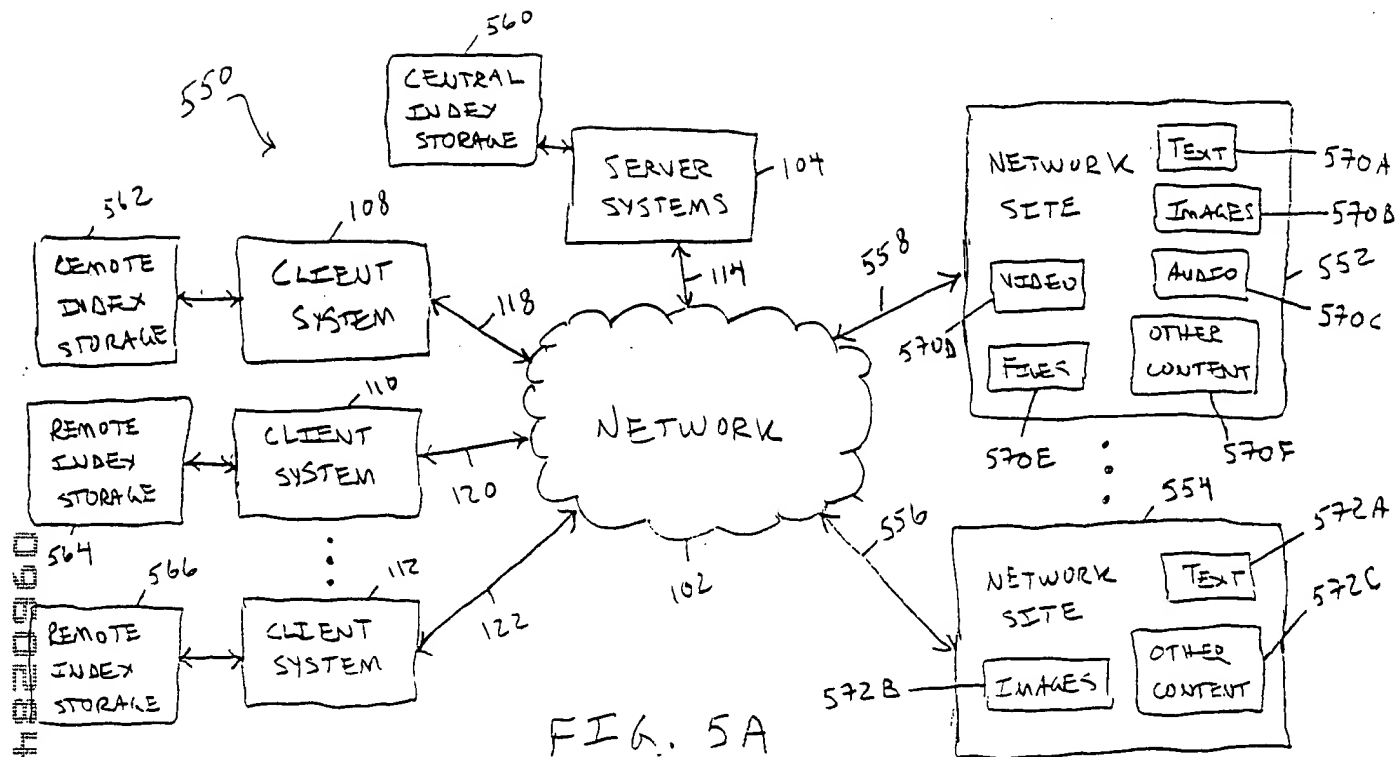 560
CENTRAL
INDEX
STORAGE
550
SERVER
SYSTEMS
104
114
562
REMOTE
INDEX
STORAGE
108
CLIENT
SYSTEM
118
REMOTE
INDEX
STORAGE
564
110
CLIENT
SYSTEM
120
566
REMOTE
INDEX
STORAGE
112
CLIENT
SYSTEM
122
NETWORK
102
558
556
NETWORK
SITE
TEXT
570A
IMAGES
570B
552
VIDEO
570D
AUDIO
570C
FILES
570E
OTHER
CONTENT
570F
554
NETWORK
SITE
TEXT
572A
572C
572B
IMAGES
OTHER
CONTENT
FIG. 5A